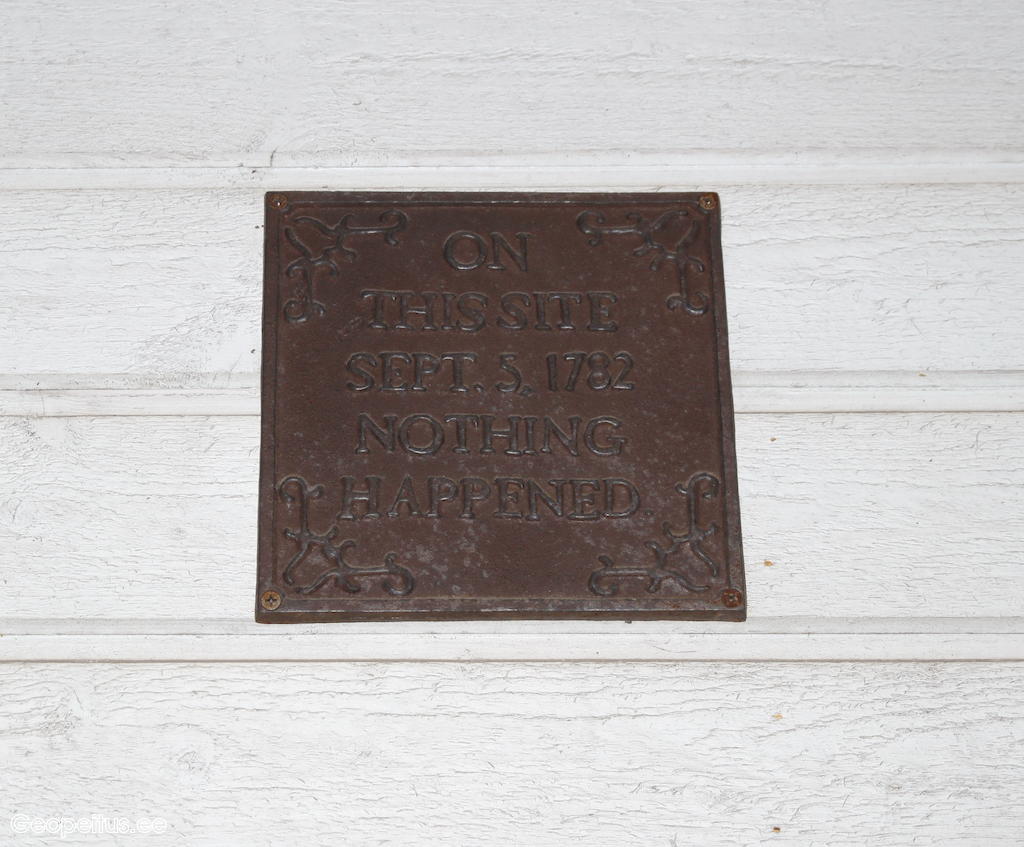 ON
THIS SITE
SEPT. 5, 1782
NOTHING
HAPPENED.
Geopeitus.ee